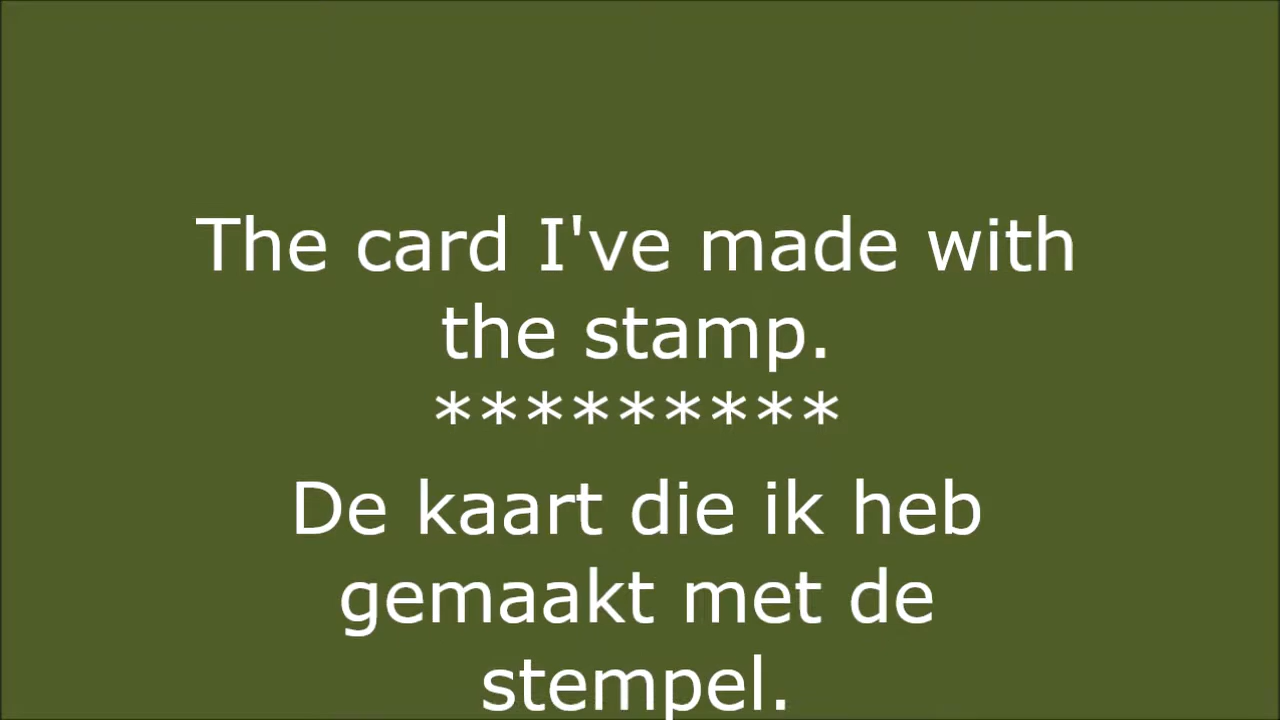 The card I've made with
the stamp.
*********
De kaart die ik heb
gemaakt met de
stempel.